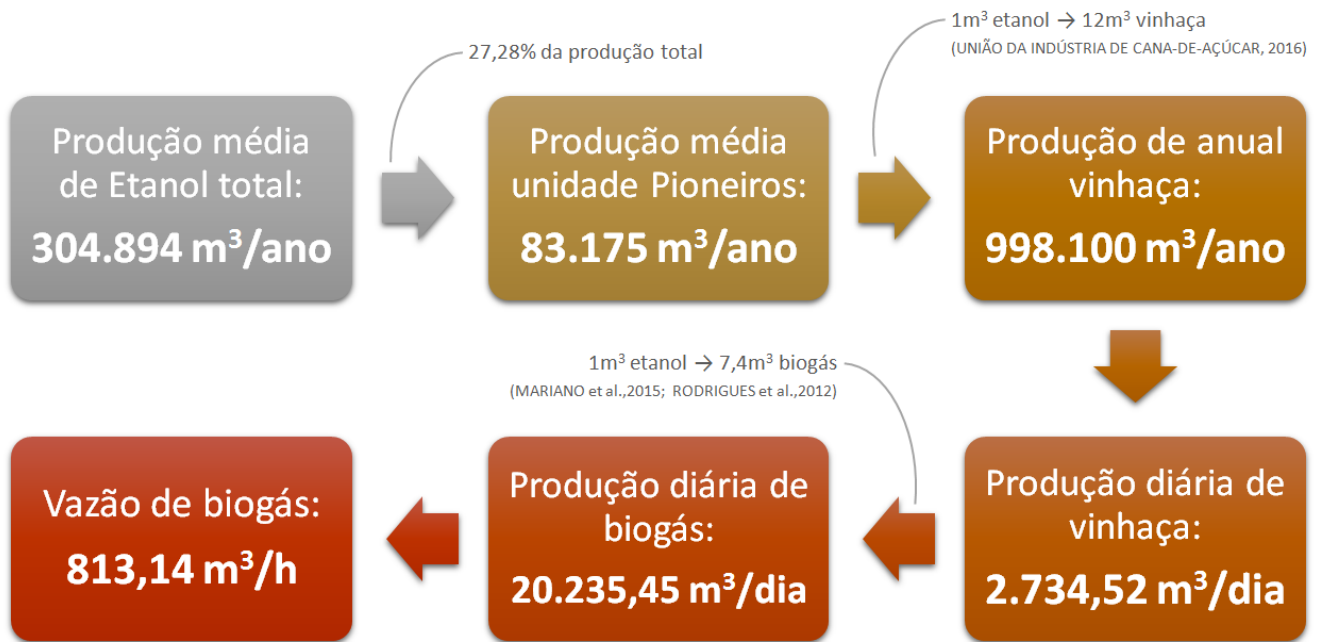 27,28% da produção total
1m³ etanol → 12m³ vinhaça
(UNIÃO DA INDÚSTRIA DE CANA-DE-AÇÚCAR, 2016)
Produção média
de Etanol total:
304.894 m³/ano
Produção média
unidade Pioneiros:
83.175 m³/ano
Produção de anual
vinhaça:
998.100 m³/ano
1m³ etanol → 7,4m³ biogás
(MARIANO et al.,2015; RODRIGUES et al.,2012)
Produção diária de
vinhaça:
2.734,52 m³/dia
Produção diária de
biogás:
20.235,45 m³/dia
Vazão de biogás:
813,14 m³/h